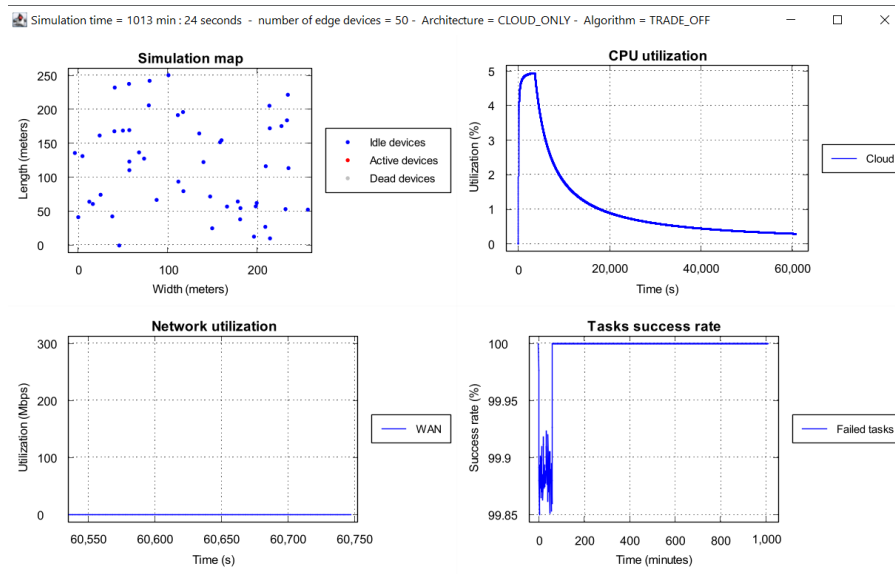 Simulation time = 1013 min : 24 seconds - number of edge devices = 50 - Architecture = CLOUD_ONLY - Algorithm = TRADE_OFF
Simulation map
Length (meters)
250
200
150
100
50
0
0
100
200
Width (meters)
Idle devices
Active devices
Dead devices
CPU utilization
Utilization (%)
5
4
3
2
1
0
0
20,000
40,000
60,000
Time (s)
Cloud
Network utilization
Utilization (Mbps)
300
200
100
0
60,550
60,600
60,650
60,700
60,750
Time (s)
WAN
Tasks success rate
Success rate (%)
100
99.95
99.9
99.85
0
200
400
600
800
1,000
Time (minutes)
Failed tasks